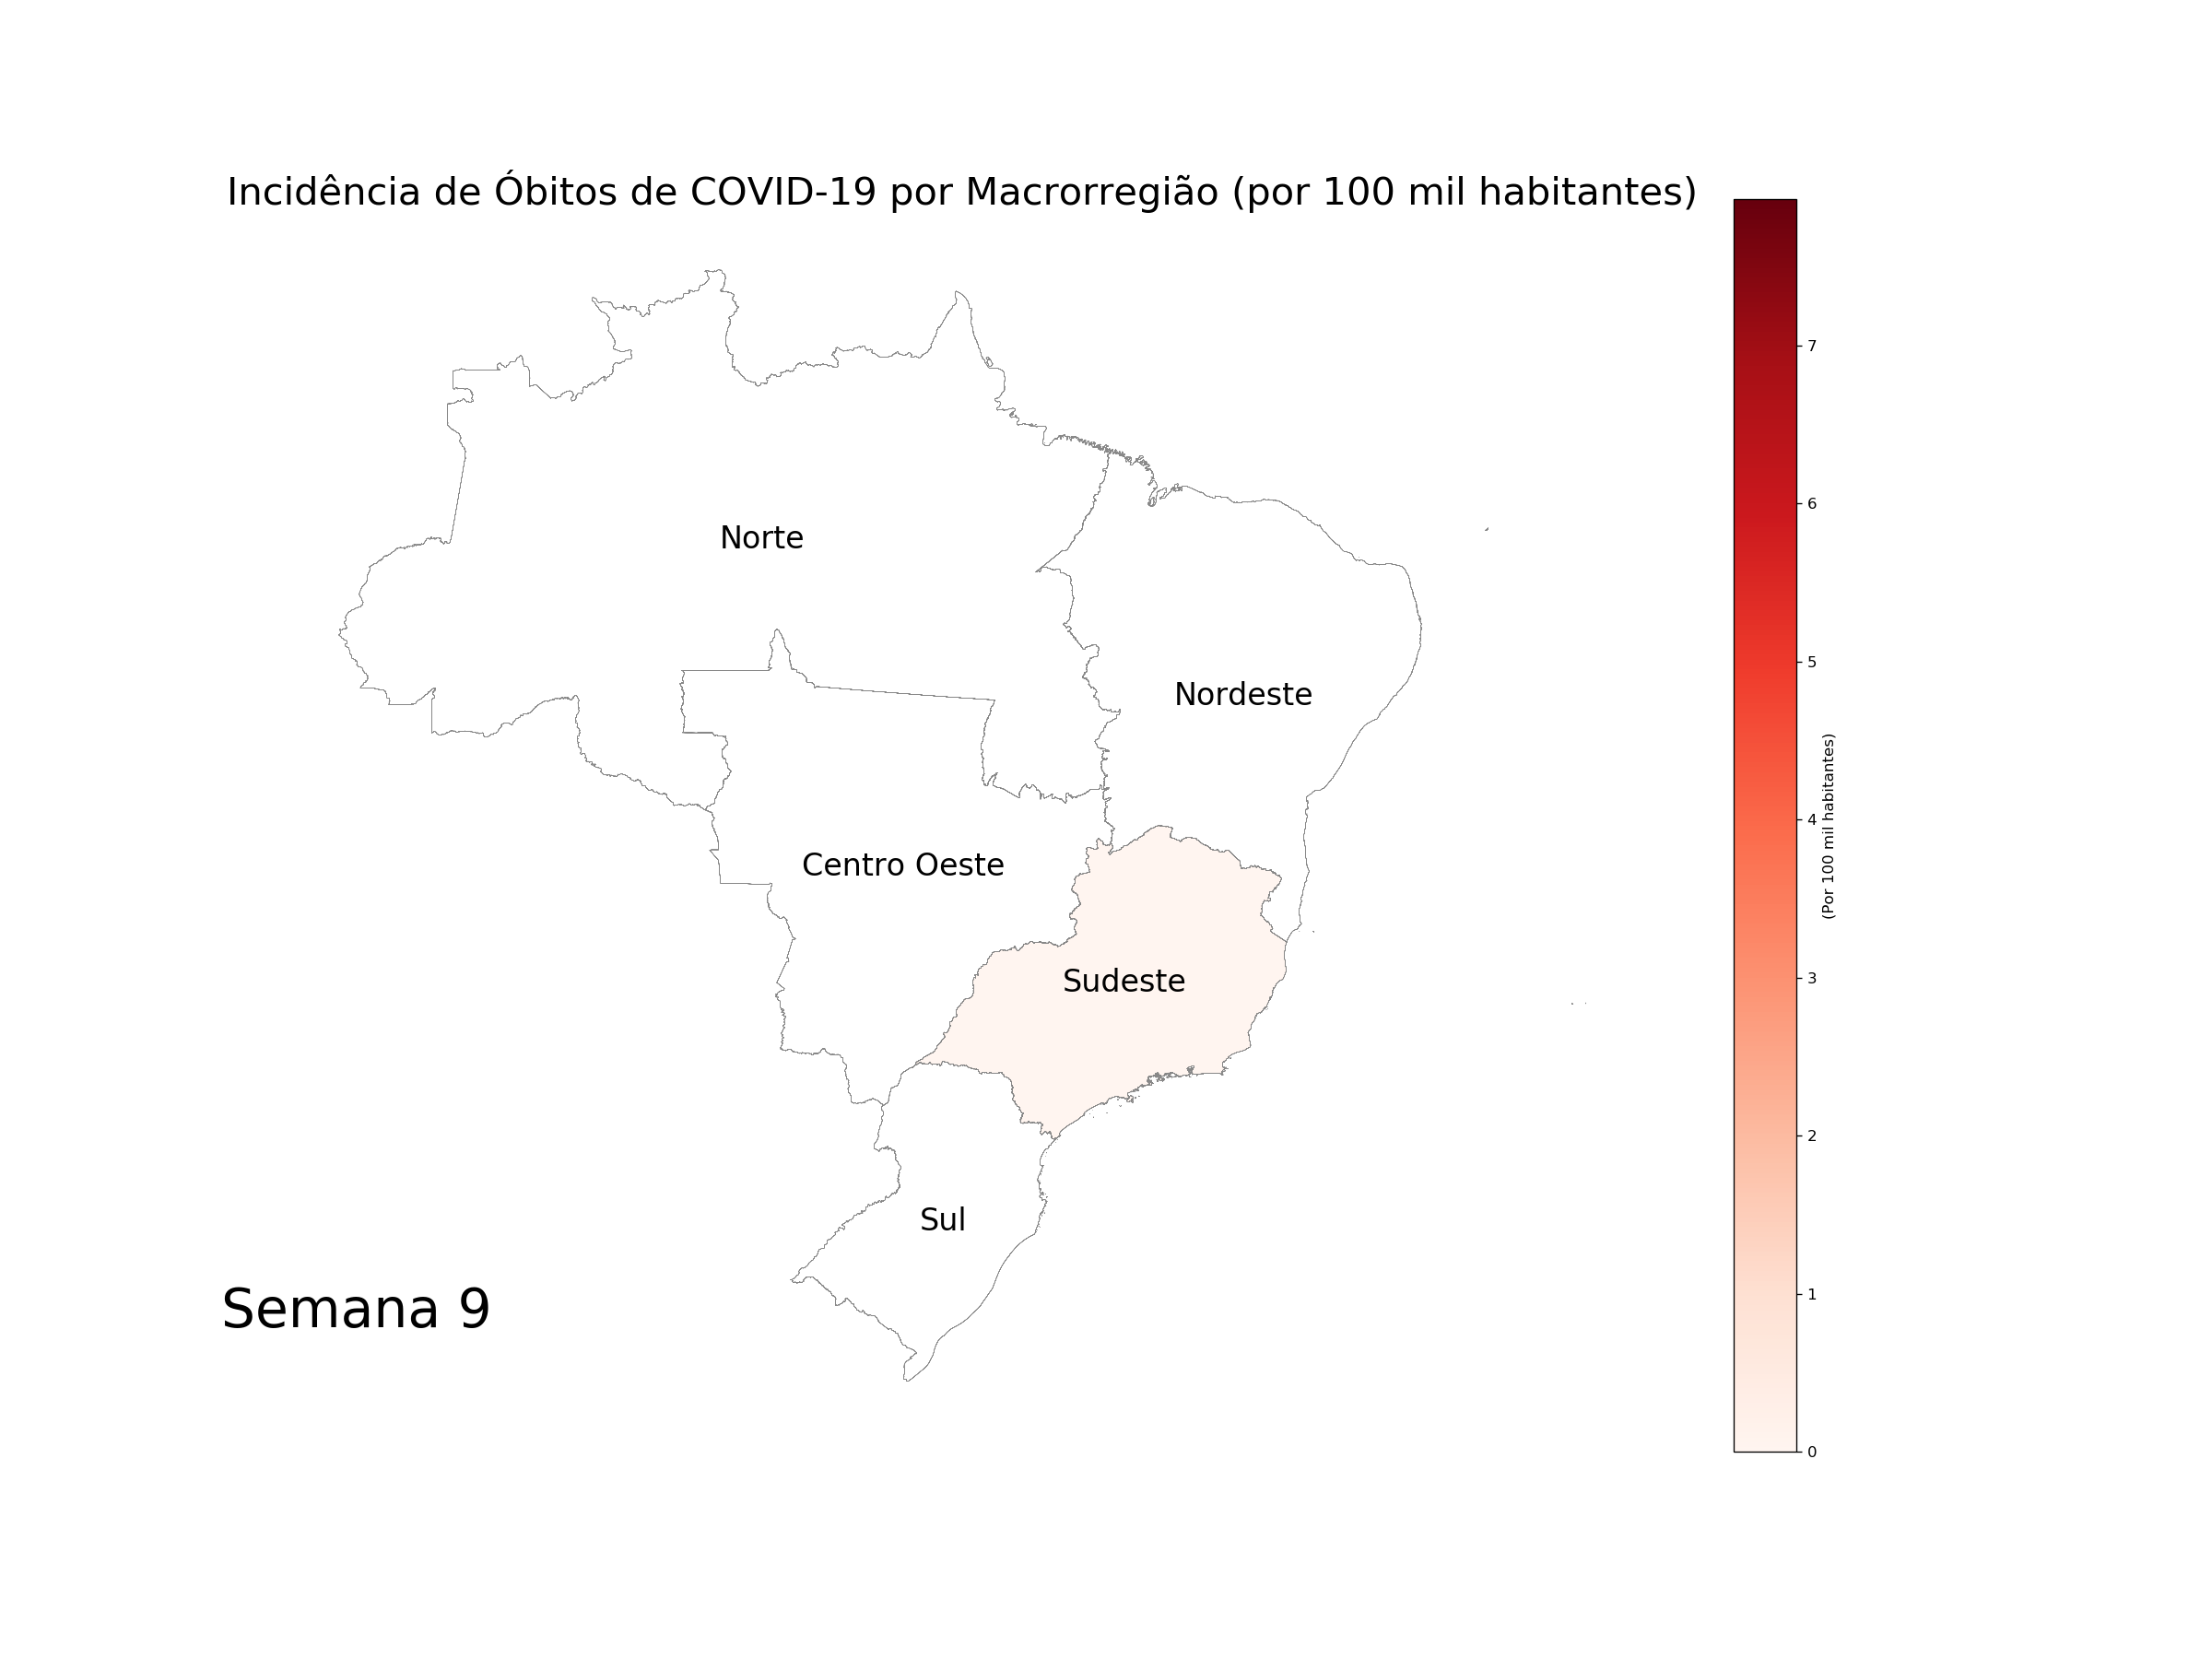 Incidência de Óbitos de COVID-19 por Macrorregião (por 100 mil habitantes)
Norte
Nordeste
Centro Oeste
Sudeste
Sul
Semana 9
7
6
5
4
3
2
1
0
(Por 100 mil habitantes)